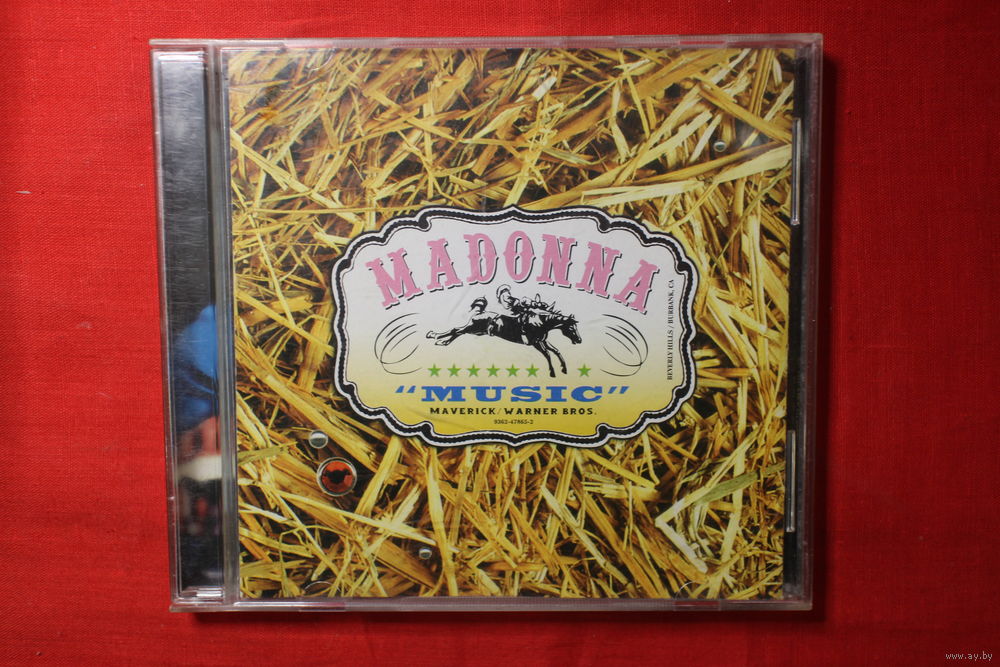 MADONNA
"MUSIC"
MAVERICK/WARNER BROS.
9362-47865-2
BEVERLY HILLS / BURBANK, CA
www.ay.by